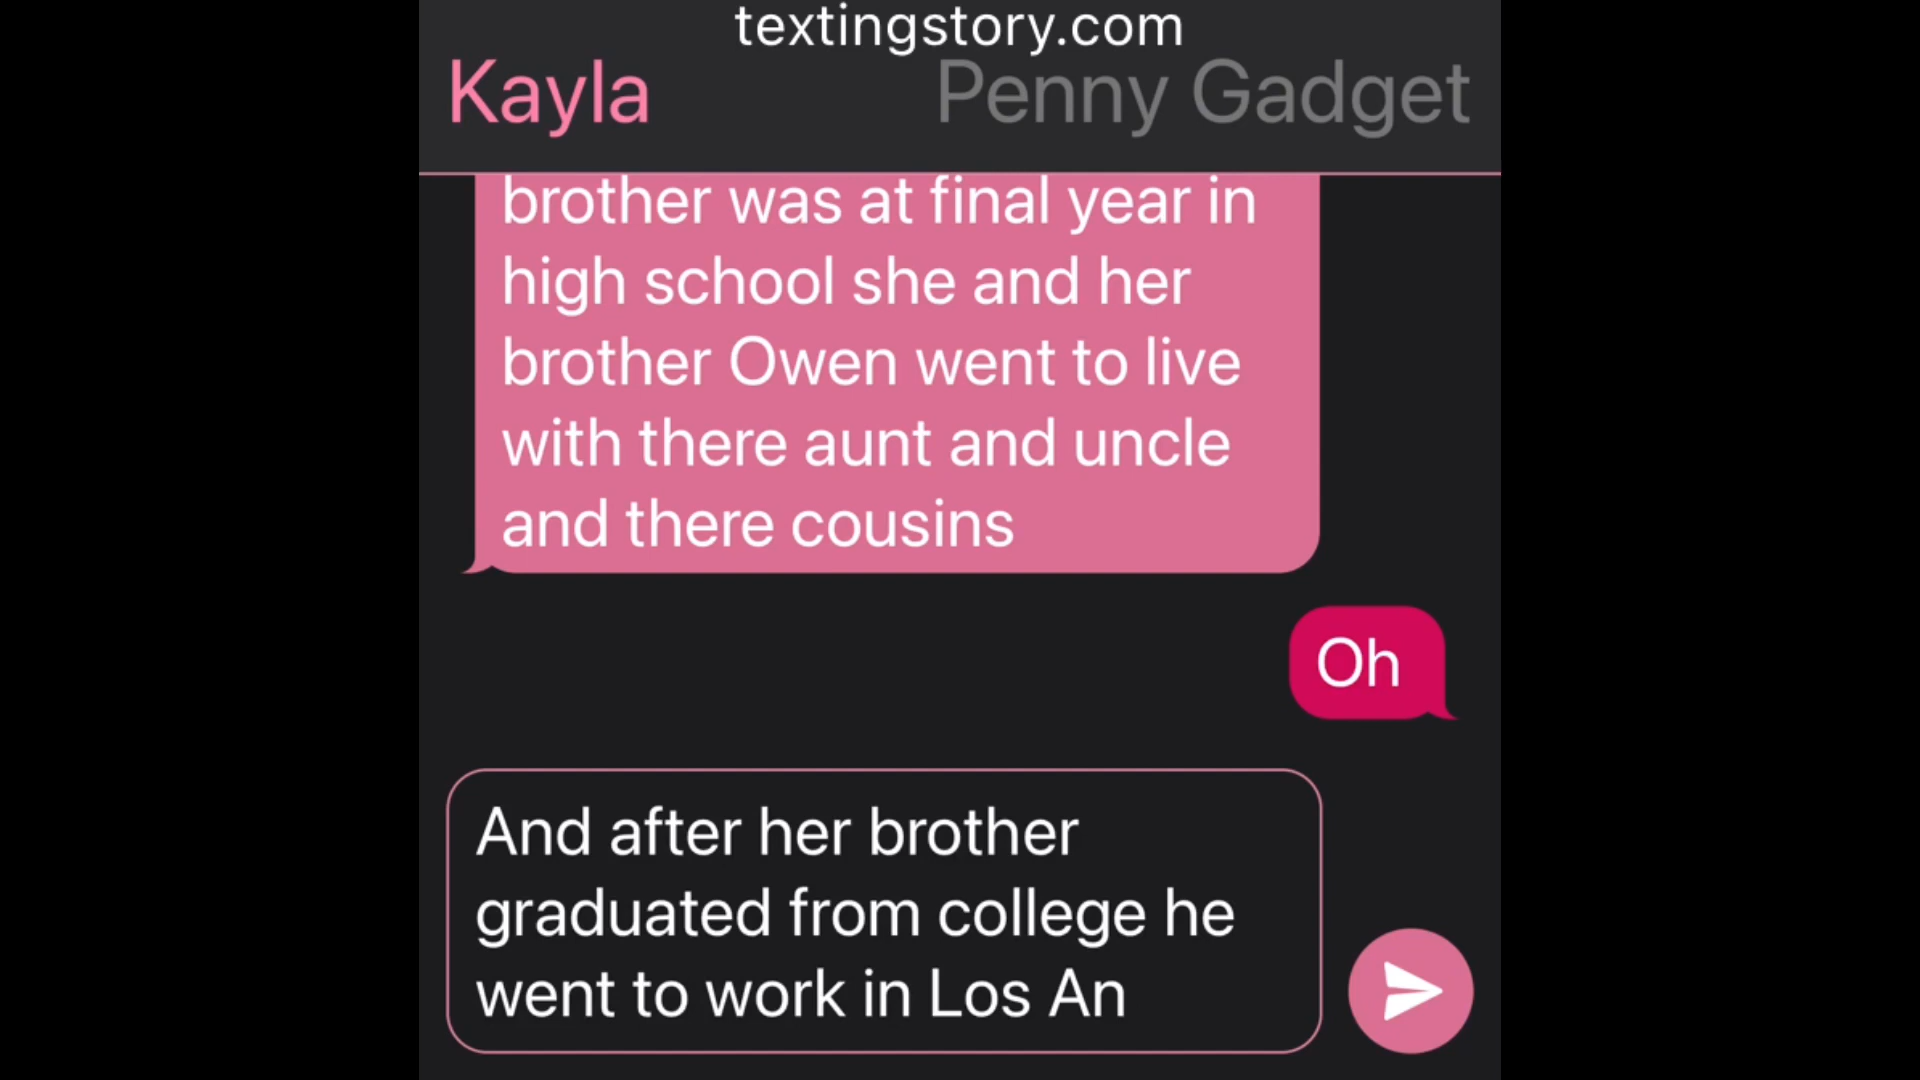 textingstory.com
Kayla Penny Gadget
brother was at final year in
high school she and her
brother Owen went to live
with there aunt and uncle
and there cousins
Oh
And after her brother
graduated from college he
went to work in Los An